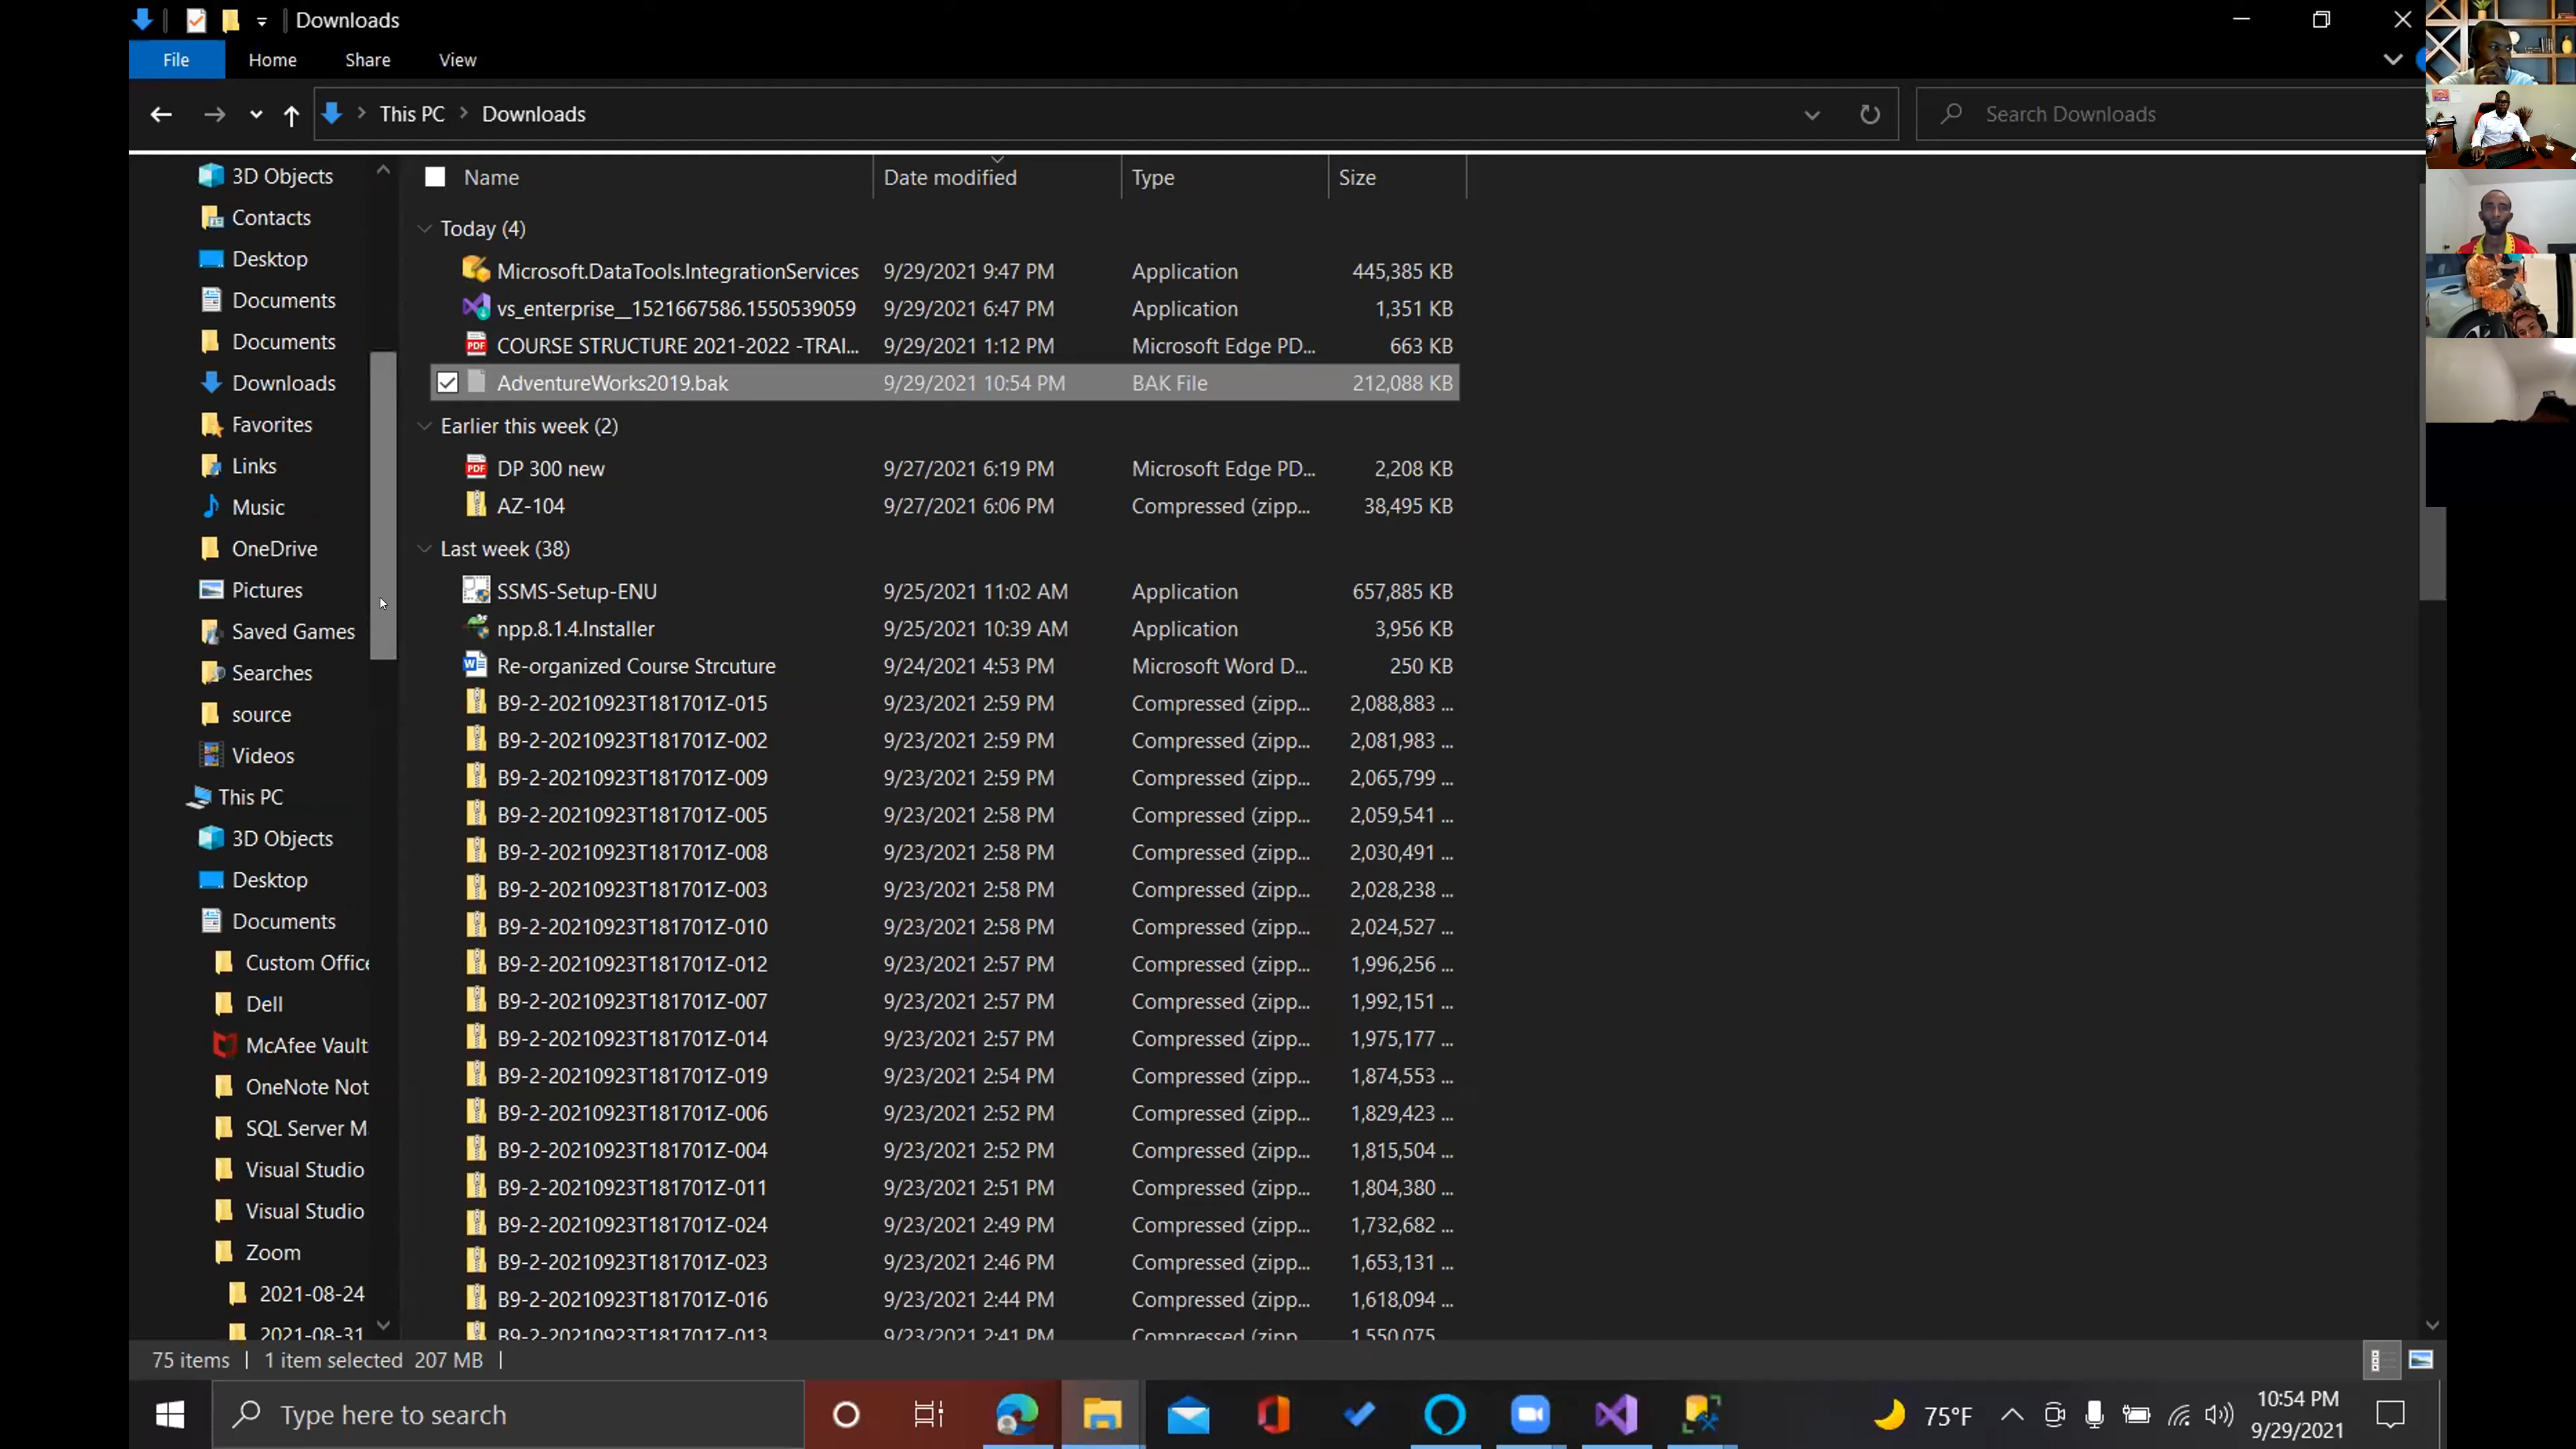 Downloads
File Home Share View
This PC > Downloads
Search Downloads
3D Objects
Contacts
Desktop
Documents
Documents
Downloads
Favorites
Links
Music
OneDrive
Pictures
Saved Games
Searches
source
Videos
This PC
3D Objects
Desktop
Documents
Custom Office
Dell
McAfee Vault
OneNote Not
SQL Server M
Visual Studio
Visual Studio
Zoom
2021-08-24
2021-08-31
Name Date modified Type Size
Today (4)
Microsoft.DataTools.IntegrationServices 9/29/2021 9:47 PM Application 445,385 KB
vs_enterprise__1521667586.1550539059 9/29/2021 6:47 PM Application 1,351 KB
COURSE STRUCTURE 2021-2022 -TRAI... 9/29/2021 1:12 PM Microsoft Edge PD... 663 KB
AdventureWorks2019.bak 9/29/2021 10:54 PM BAK File 212,088 KB
Earlier this week (2)
DP 300 new 9/27/2021 6:19 PM Microsoft Edge PD... 2,208 KB
AZ-104 9/27/2021 6:06 PM Compressed (zipp... 38,495 KB
Last week (38)
SSMS-Setup-ENU 9/25/2021 11:02 AM Application 657,885 KB
npp.8.1.4.Installer 9/25/2021 10:39 AM Application 3,956 KB
Re-organized Course Strcuture 9/24/2021 4:53 PM Microsoft Word D... 250 KB
B9-2-20210923T181701Z-015 9/23/2021 2:59 PM Compressed (zipp... 2,088,883 ...
B9-2-20210923T181701Z-002 9/23/2021 2:59 PM Compressed (zipp... 2,081,983 ...
B9-2-20210923T181701Z-009 9/23/2021 2:59 PM Compressed (zipp... 2,065,799 ...
B9-2-20210923T181701Z-005 9/23/2021 2:58 PM Compressed (zipp... 2,059,541 ...
B9-2-20210923T181701Z-008 9/23/2021 2:58 PM Compressed (zipp... 2,030,491 ...
B9-2-20210923T181701Z-003 9/23/2021 2:58 PM Compressed (zipp... 2,028,238 ...
B9-2-20210923T181701Z-010 9/23/2021 2:58 PM Compressed (zipp... 2,024,527 ...
B9-2-20210923T181701Z-012 9/23/2021 2:57 PM Compressed (zipp... 1,996,256 ...
B9-2-20210923T181701Z-007 9/23/2021 2:57 PM Compressed (zipp... 1,992,151 ...
B9-2-20210923T181701Z-014 9/23/2021 2:57 PM Compressed (zipp... 1,975,177 ...
B9-2-20210923T181701Z-019 9/23/2021 2:54 PM Compressed (zipp... 1,874,553 ...
B9-2-20210923T181701Z-006 9/23/2021 2:52 PM Compressed (zipp... 1,829,423 ...
B9-2-20210923T181701Z-004 9/23/2021 2:52 PM Compressed (zipp... 1,815,504 ...
B9-2-20210923T181701Z-011 9/23/2021 2:51 PM Compressed (zipp... 1,804,380 ...
B9-2-20210923T181701Z-024 9/23/2021 2:49 PM Compressed (zipp... 1,732,682 ...
B9-2-20210923T181701Z-023 9/23/2021 2:46 PM Compressed (zipp... 1,653,131 ...
B9-2-20210923T181701Z-016 9/23/2021 2:44 PM Compressed (zipp... 1,618,094 ...
B9-2-20210923T181701Z-013 9/23/2021 2:41 PM Compressed (zipp 1,550,075
75 items 1 item selected 207 MB
Type here to search
75°F
10:54 PM
9/29/2021